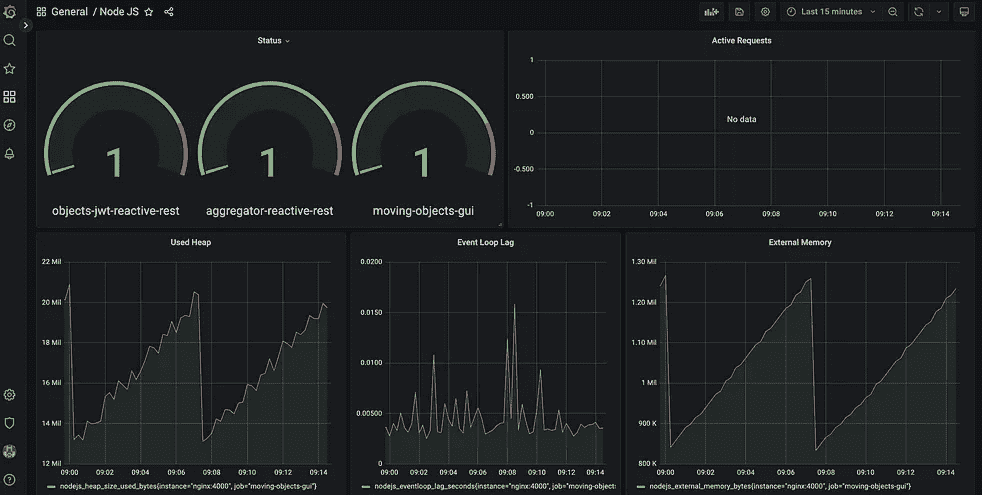 General / Node JS
Last 15 minutes
Status
1
objects-jwt-reactive-rest
1
aggregator-reactive-rest
1
moving-objects-gui
Active Requests
1
0.500
0
-0.500
-1
No data
09:00 09:02 09:04 09:06 09:08 09:10 09:12 09:14
Used Heap
22 Mil
20 Mil
18 Mil
16 Mil
14 Mil
12 Mil
09:00 09:02 09:04 09:06 09:08 09:10 09:12 09:14
nodejs_heap_size_used_bytes{instance="nginx:4000", job="moving-objects-gui"}
Event Loop Lag
0.0200
0.0150
0.0100
0.00500
0
09:00 09:02 09:04 09:06 09:08 09:10 09:12 09:14
nodejs_eventloop_lag_seconds{instance="nginx:4000", job="moving-objects
External Memory
1.30 Mil
1.20 Mil
1.10 Mil
1 Mil
900 K
800 K
09:00 09:02 09:04 09:06 09:08 09:10 09:12 09:14
nodejs_external_memory_bytes{instance="nginx:4000", job="moving-objects-gui"}